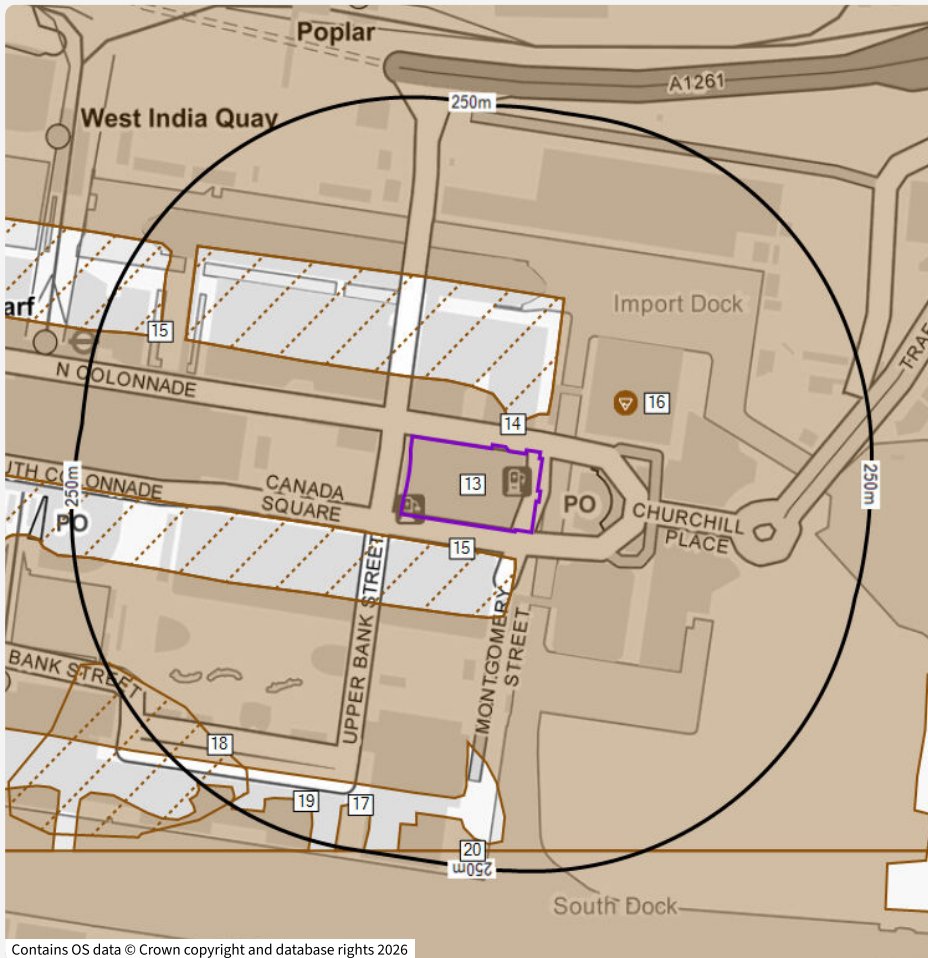 Poplar
A1261
250m
West India Quay
Import Dock
arf
15
N COLONNADE
16
TRAF
14
13
CANADA
SQUARE
UTH COLONNADE
250m
250m
PO
PO
CHURCHILL
PLACE
15
UPPER BANK STREET
MONTGOMERY
STREET
BANK STREET
18
19
17
20
250m
South Dock
Contains OS data © Crown copyright and database rights 2026